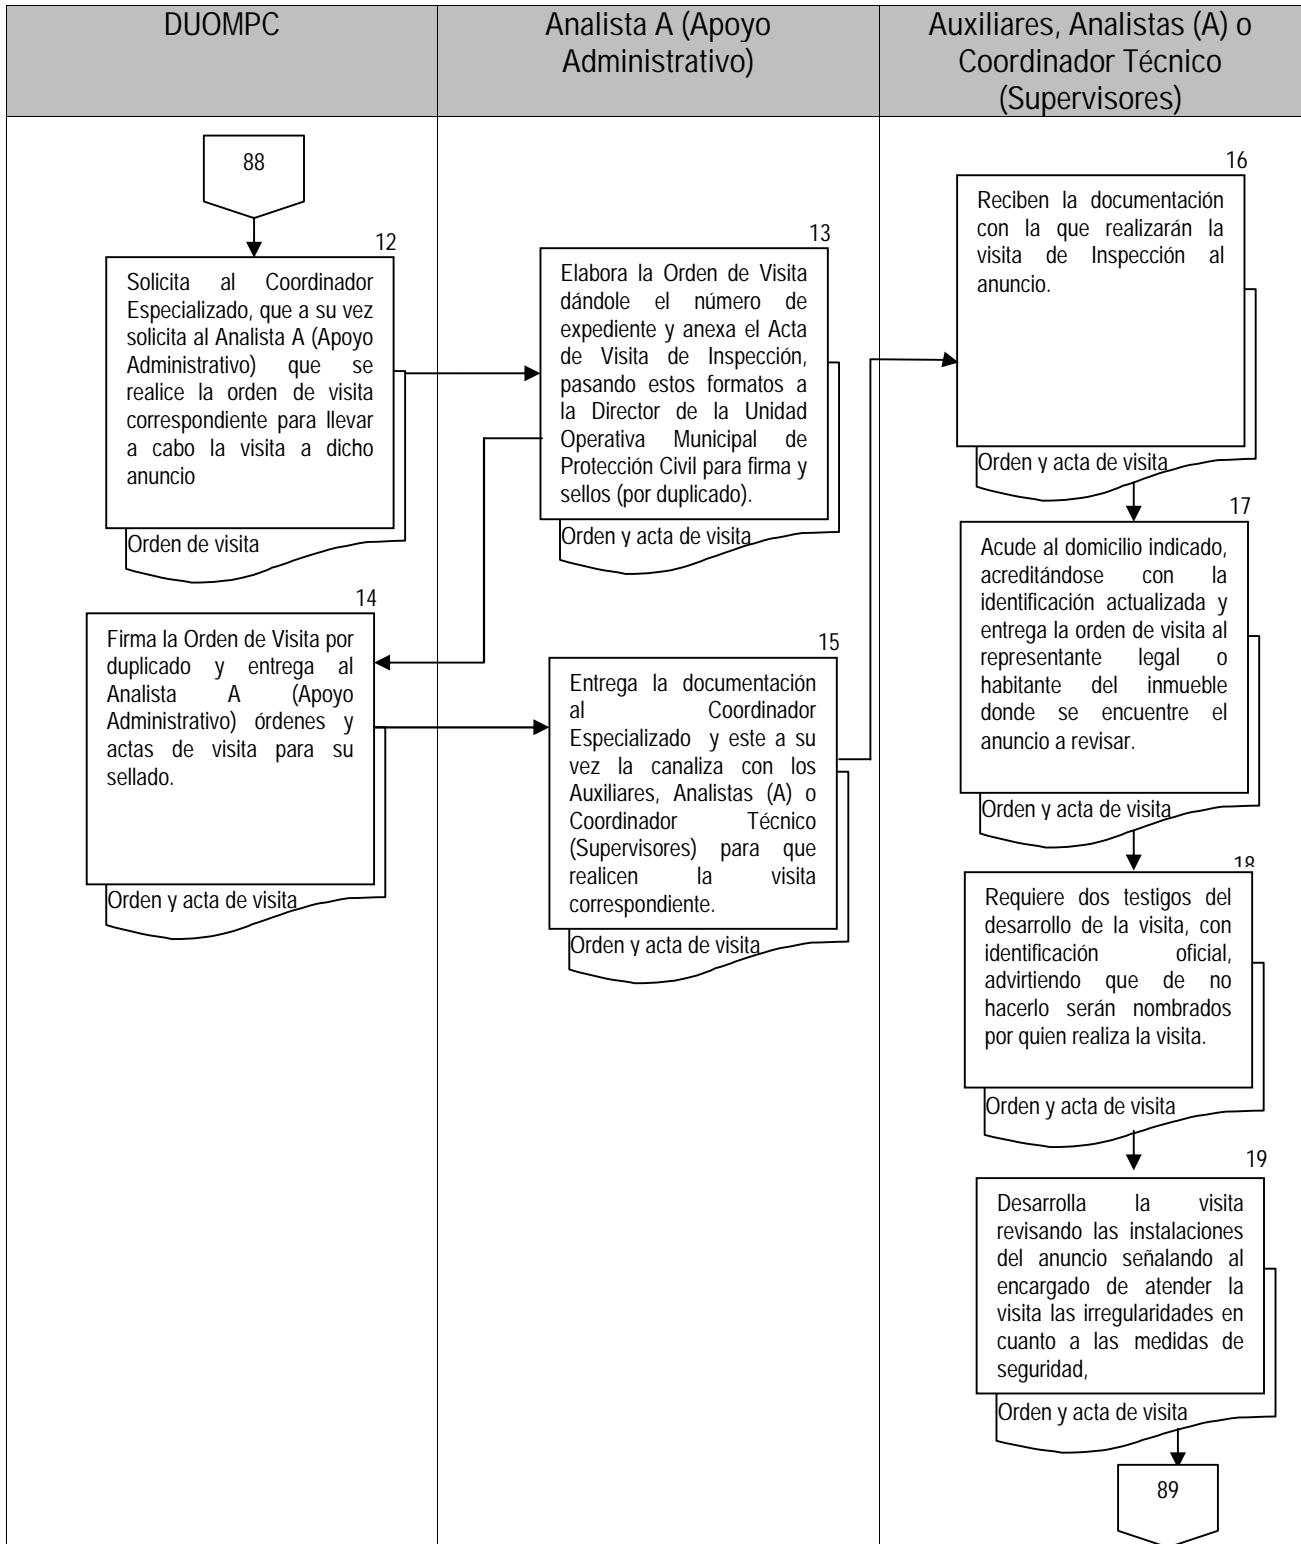 DUOMPC
Analista A (Apoyo
Administrativo)
Auxiliares, Analistas (A) o
Coordinador Técnico
(Supervisores)
88
12
Solicita al Coordinador
Especializado, que a su vez
solicita al Analista A (Apoyo
Administrativo) que se
realice la orden de visita
correspondiente para llevar
a cabo la visita a dicho
anuncio
Orden de visita
13
Elabora la Orden de Visita
dándole el número de
expediente y anexa el Acta
de Visita de Inspección,
pasando estos formatos a
la Director de la Unidad
Operativa Municipal de
Protección Civil para firma y
sellos (por duplicado).
Orden y acta de visita
14
Firma la Orden de Visita por
duplicado y entrega al
Analista A (Apoyo
Administrativo) órdenes y
actas de visita para su
sellado.
Orden y acta de visita
15
Entrega la documentación
al Coordinador
Especializado y este a su
vez la canaliza con los
Auxiliares, Analistas (A) o
Coordinador Técnico
(Supervisores) para que
realicen la visita
correspondiente.
Orden y acta de visita
16
Reciben la documentación
con la que realizarán la
visita de Inspección al
anuncio.
Orden y acta de visita
17
Acude al domicilio indicado,
acreditándose con la
identificación actualizada y
entrega la orden de visita al
representante legal o
habitante del inmueble
donde se encuentre el
anuncio a revisar.
Orden y acta de visita
18
Requiere dos testigos del
desarrollo de la visita, con
identificación oficial,
advirtiendo que de no
hacerlo serán nombrados
por quien realiza la visita.
Orden y acta de visita
19
Desarrolla la visita
revisando las instalaciones
del anuncio señalando al
encargado de atender la
visita las irregularidades en
cuanto a las medidas de
seguridad,
Orden y acta de visita
89